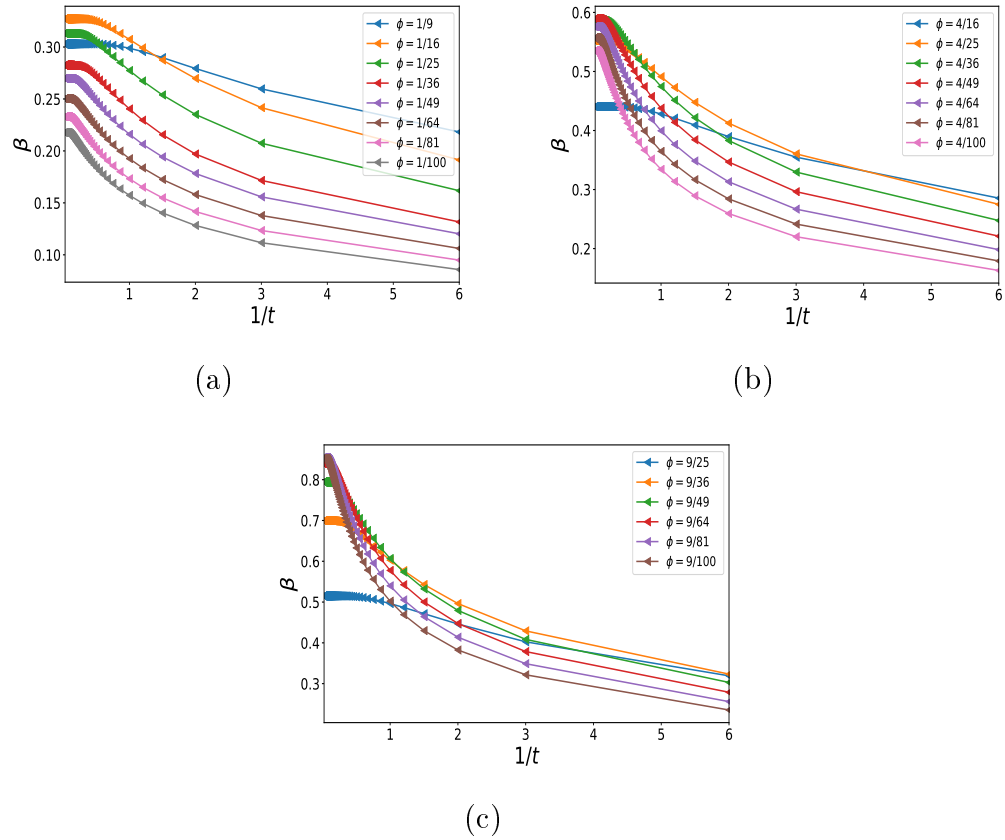 β
0.30
0.25
0.20
0.15
0.10
1 2 3 4 5 6
1/t
ϕ = 1/9
ϕ = 1/16
ϕ = 1/25
ϕ = 1/36
ϕ = 1/49
ϕ = 1/64
ϕ = 1/81
ϕ = 1/100
(a)
β
0.6
0.5
0.4
0.3
0.2
1 2 3 4 5 6
1/t
ϕ = 4/16
ϕ = 4/25
ϕ = 4/36
ϕ = 4/49
ϕ = 4/64
ϕ = 4/81
ϕ = 4/100
(b)
β
0.8
0.7
0.6
0.5
0.4
0.3
1 2 3 4 5 6
1/t
ϕ = 9/25
ϕ = 9/36
ϕ = 9/49
ϕ = 9/64
ϕ = 9/81
ϕ = 9/100
(c)